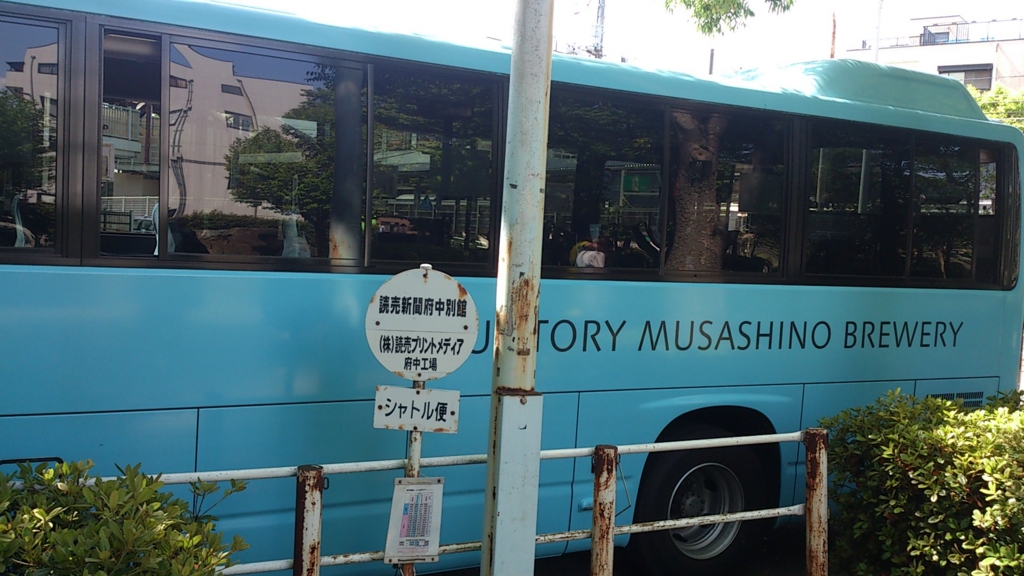 読売新聞府中別館
(株)読売プリントメディア
府中工場
シャトル便
SUNTORY MUSASHINO BREWERY